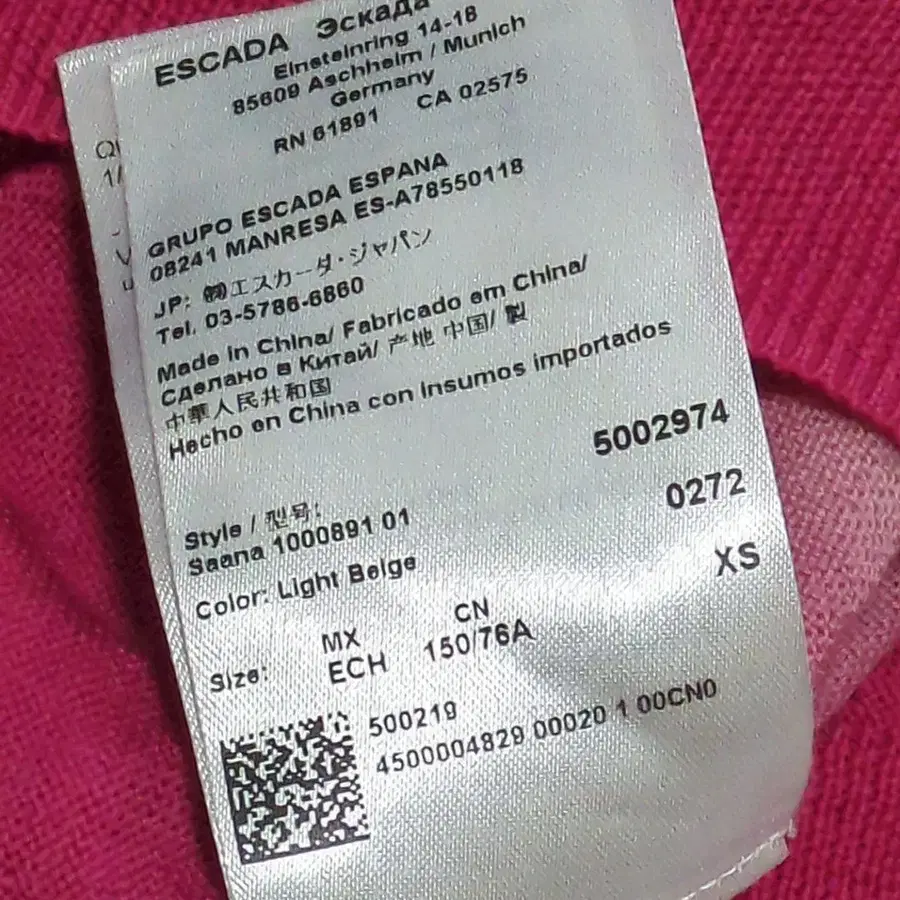 ESCADA Эскада
Einsteinring 14-18
85609 Aschheim / Munich
Germany
RN 61891 CA 02575
GRUPO ESCADA ESPANA
08241 MANRESA ES-A78550118
JP: ㈱エスカーダ・ジャパン
Tel. 03-5786-6860
Made in China/ Fabricado em China/
Сделано в Китай/ 产地 中国/ 製
中華人民共和国
Hecho en China con insumos importados
5002974
Style / 型号: 0272
Saana 1000891 01
Color: Light Beige XS
MX CN
Size: ECH 150/76A
500219
4500004829 00020 1 00CN0